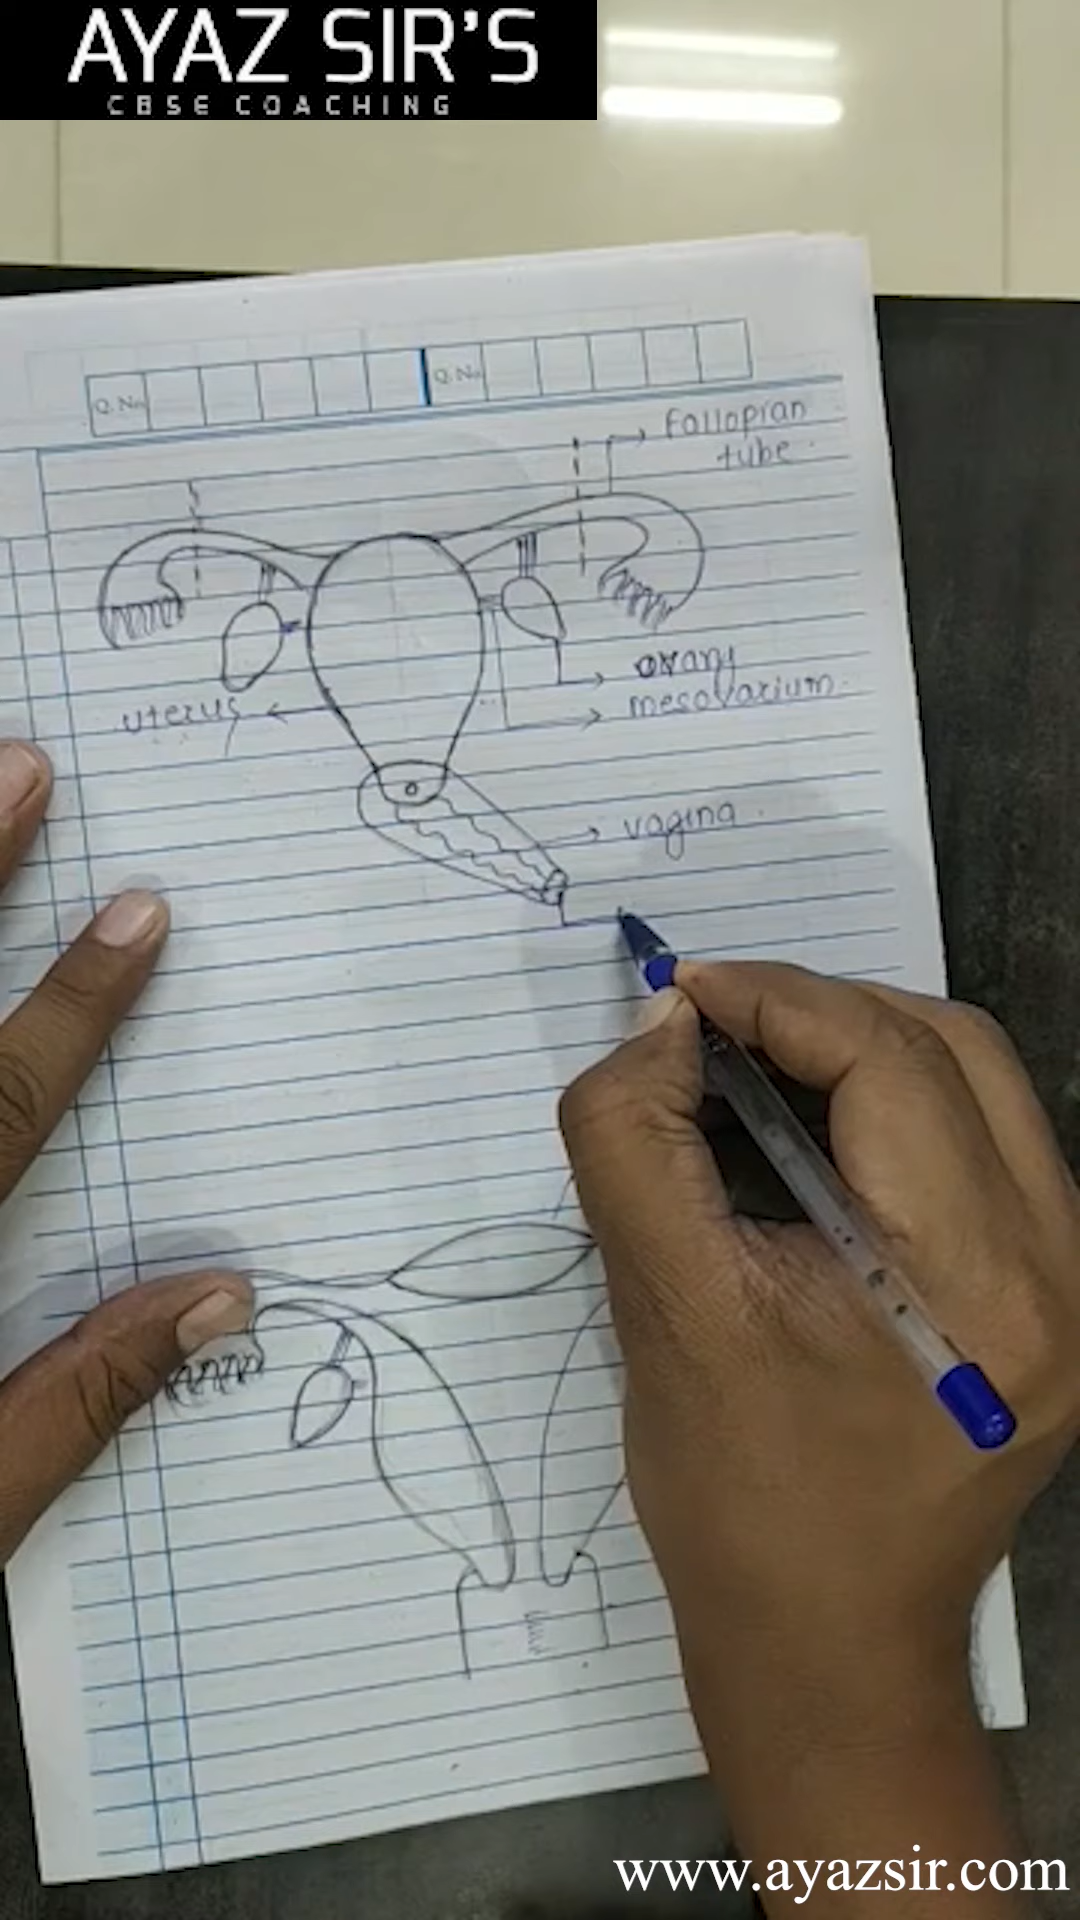 AYAZ SIR'S
CBSE COACHING
Q. No. Q. No.
Fallopian
tube
ovary
mesovarium
uterus
vagina
www.ayazsir.com